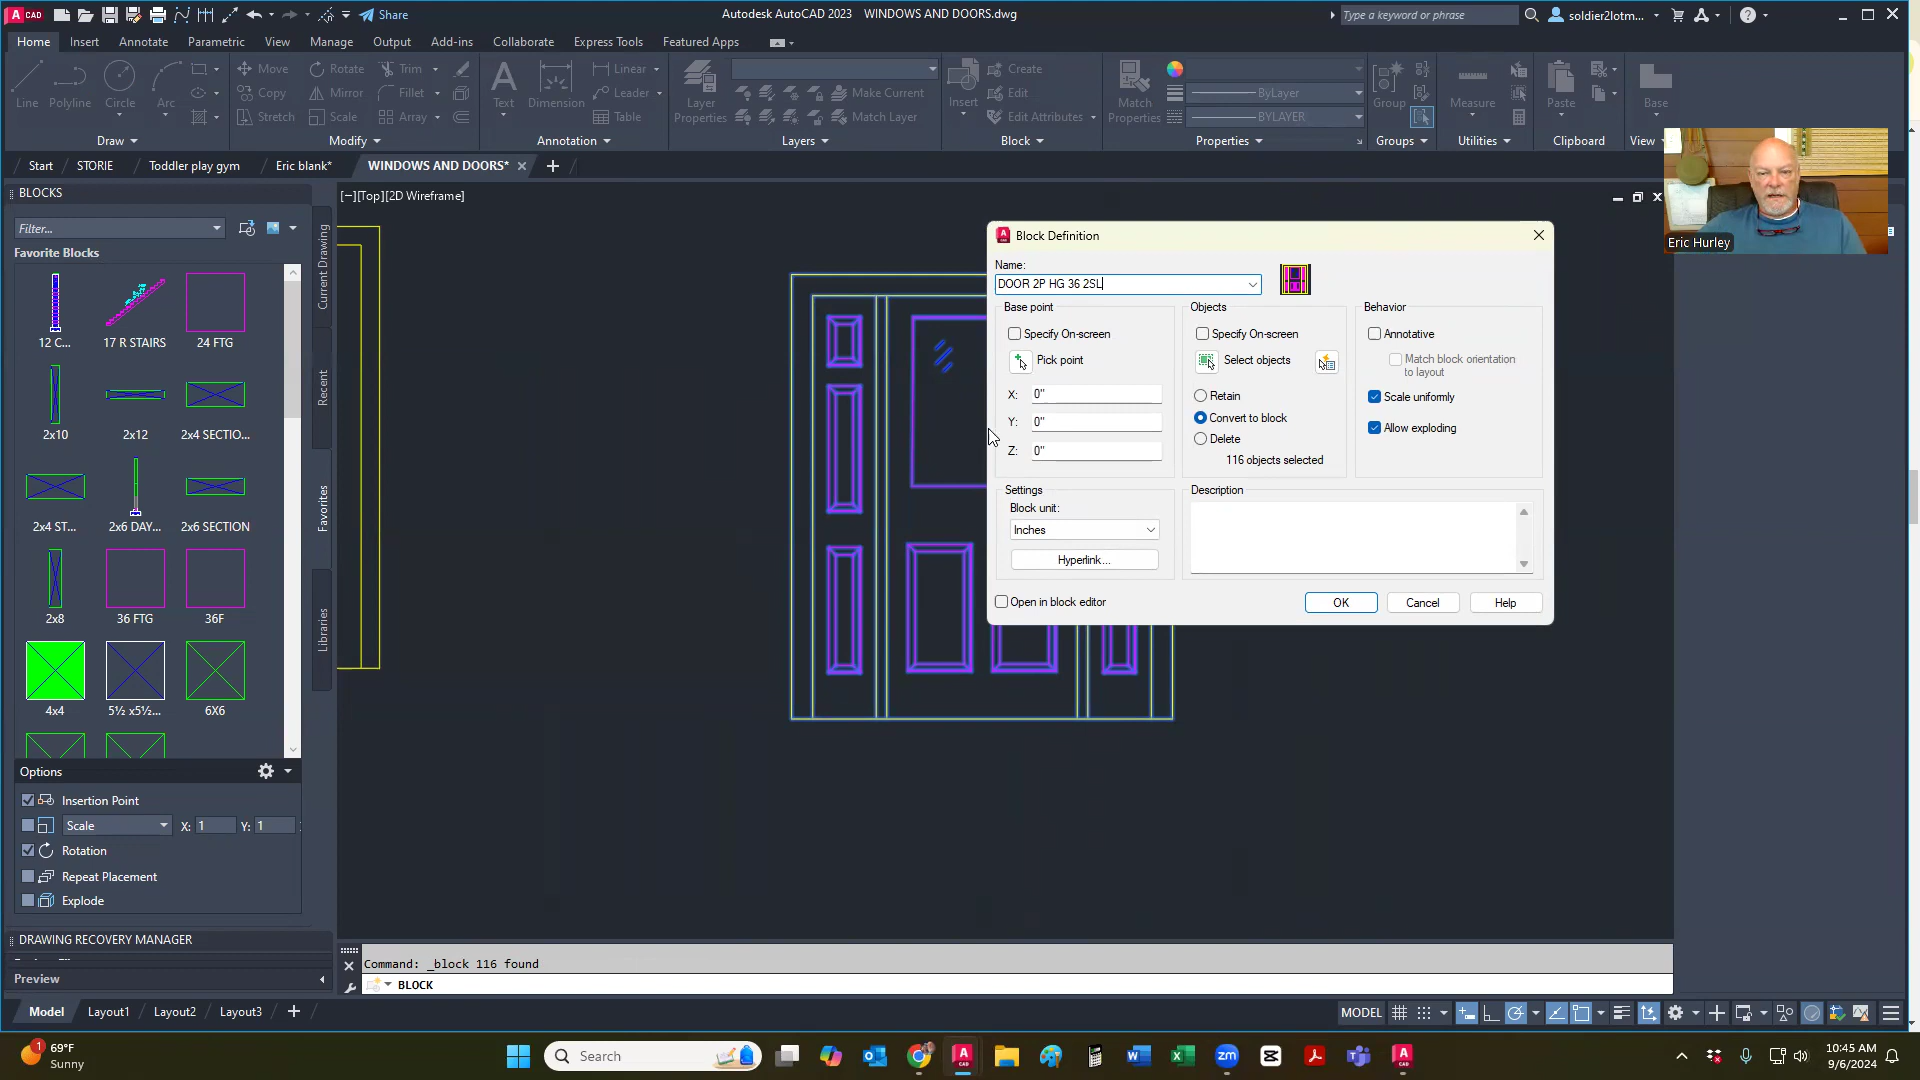 CAD
Share
Autodesk AutoCAD 2023 WINDOWS AND DOORS.dwg
Type a keyword or phrase
soldier2lotm...
Home Insert Annotate Parametric View Manage Output Add-ins Collaborate Express Tools Featured Apps
Line Polyline Circle Arc
Move Rotate Trim
Copy Mirror Fillet
Stretch Scale Array
Text Dimension
Linear
Leader
Table
Layer Properties
Make Current
Match Layer
Insert
Create
Edit
Edit Attributes
Match Properties
ByLayer
BYLAYER
Group
Measure
Paste
Base
Draw Modify Annotation Layers Block Properties Groups Utilities Clipboard View
Start STORIE Toddler play gym Eric blank* WINDOWS AND DOORS*
BLOCKS
[−][Top][2D Wireframe]
Filter...
Favorite Blocks
Current Drawing
Recent
Favorites
Libraries
12 C... 17 R STAIRS 24 FTG
2x10 2x12 2x4 SECTIO...
2x4 ST... 2x6 DAY... 2x6 SECTION
2x8 36 FTG 36F
4x4 5½ x5½... 6X6
Options
Insertion Point
Scale X: 1 Y: 1
Rotation
Repeat Placement
Explode
DRAWING RECOVERY MANAGER
Preview
Block Definition
Name:
DOOR 2P HG 36 2SL
Base point
Specify On-screen
Pick point
X: 0"
Y: 0"
Z: 0"
Objects
Specify On-screen
Select objects
Retain
Convert to block
Delete
116 objects selected
Behavior
Annotative
Match block orientation
to layout
Scale uniformly
Allow exploding
Settings
Block unit:
Inches
Hyperlink...
Description
Open in block editor
OK Cancel Help
Eric Hurley
Command: _block 116 found
BLOCK
Model Layout1 Layout2 Layout3
MODEL
1
69°F
Sunny
Search
10:45 AM
9/6/2024